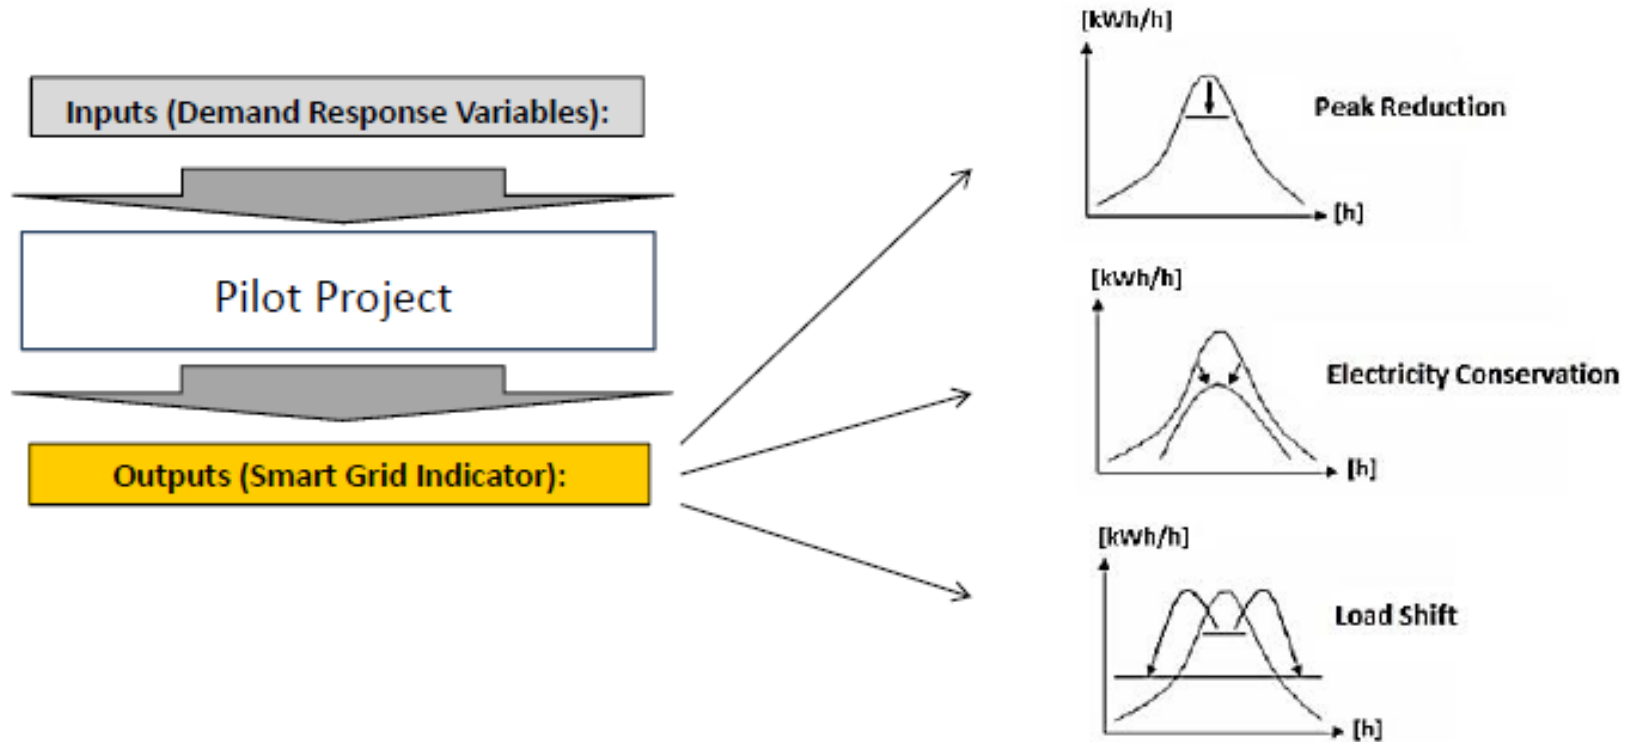 Inputs (Demand Response Variables):
Pilot Project
Outputs (Smart Grid Indicator):
[kWh/h]
Peak Reduction
[h]
[kWh/h]
Electricity Conservation
[h]
[kWh/h]
Load Shift
[h]